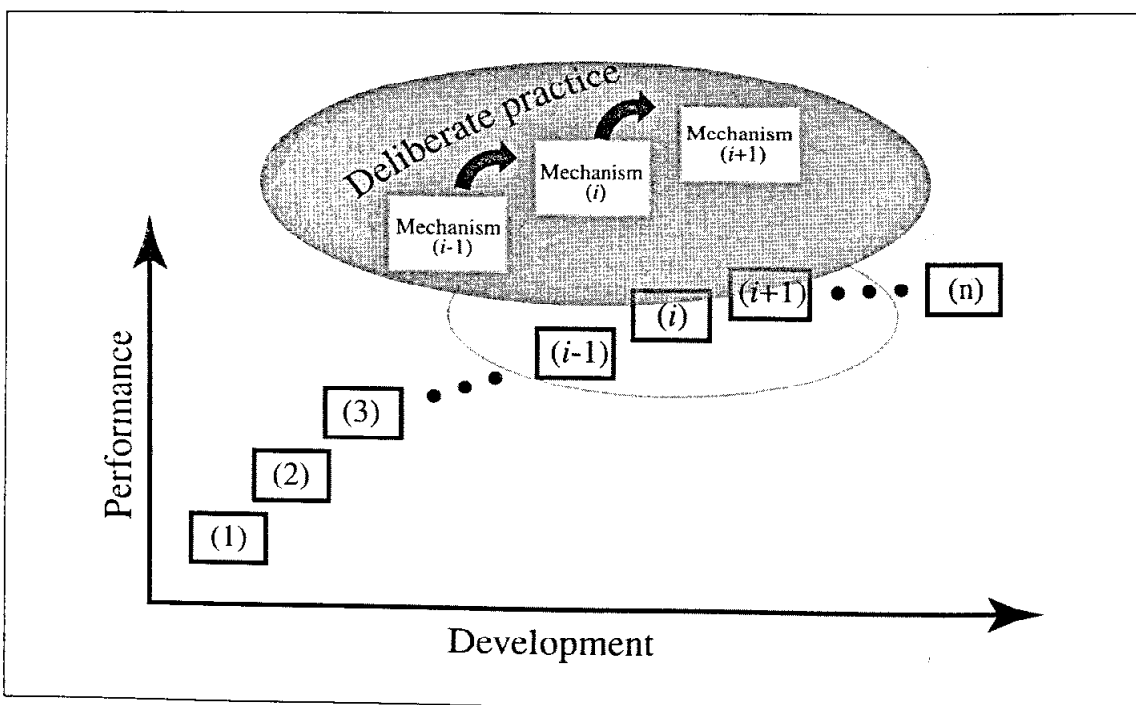 Deliberate practice
Mechanism
(i+1)
Mechanism
(i)
Mechanism
(i-1)
(i+1)
(n)
(i)
(i-1)
(3)
(2)
(1)
Performance
Development